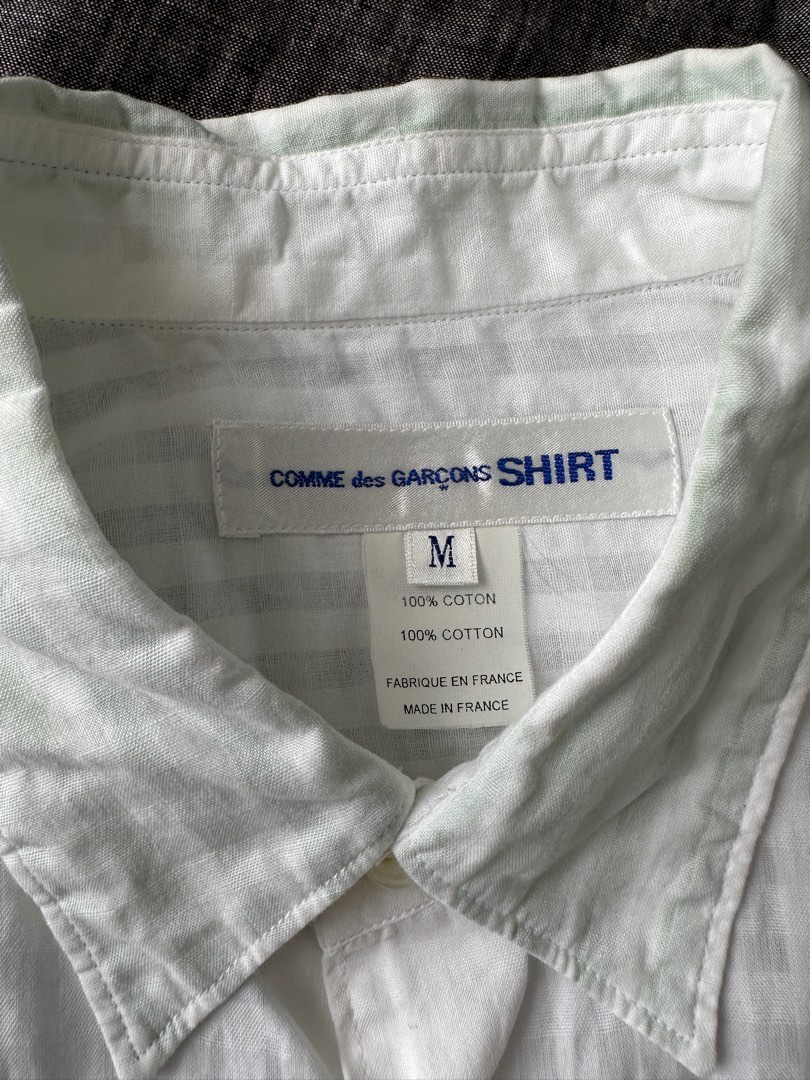 COMME des GARÇONS SHIRT
M
100% COTON
100% COTTON
FABRIQUE EN FRANCE
MADE IN FRANCE